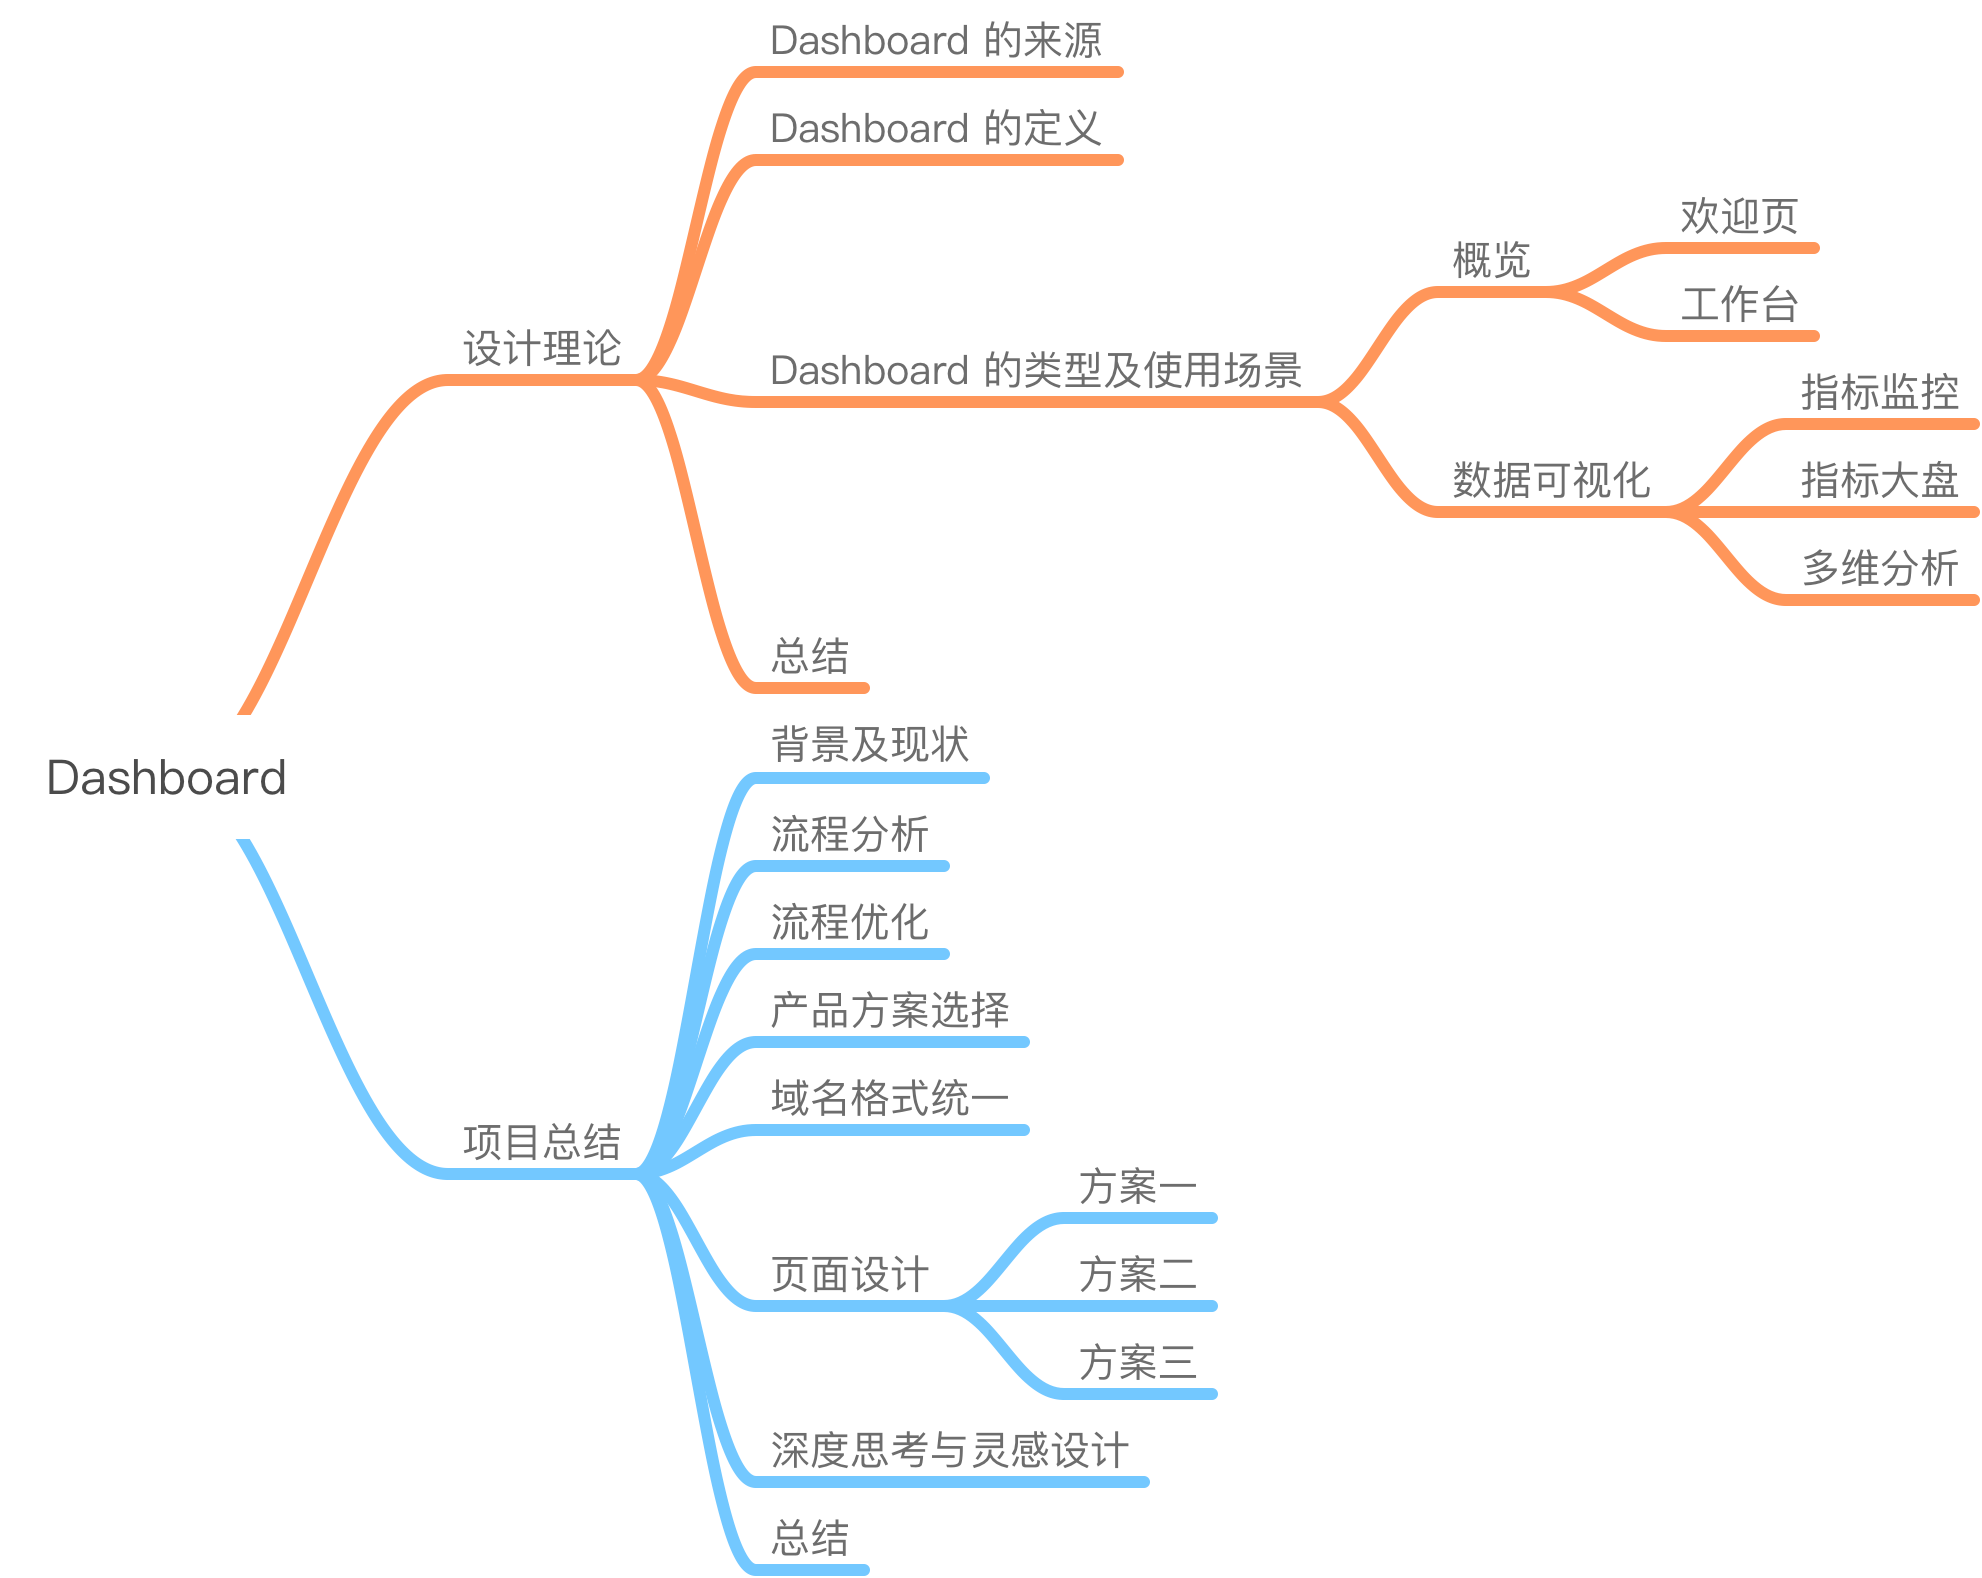 Dashboard
设计理论
Dashboard 的来源
Dashboard 的定义
Dashboard 的类型及使用场景
概览
欢迎页
工作台
数据可视化
指标监控
指标大盘
多维分析
总结
项目总结
背景及现状
流程分析
流程优化
产品方案选择
域名格式统一
页面设计
方案一
方案二
方案三
深度思考与灵感设计
总结